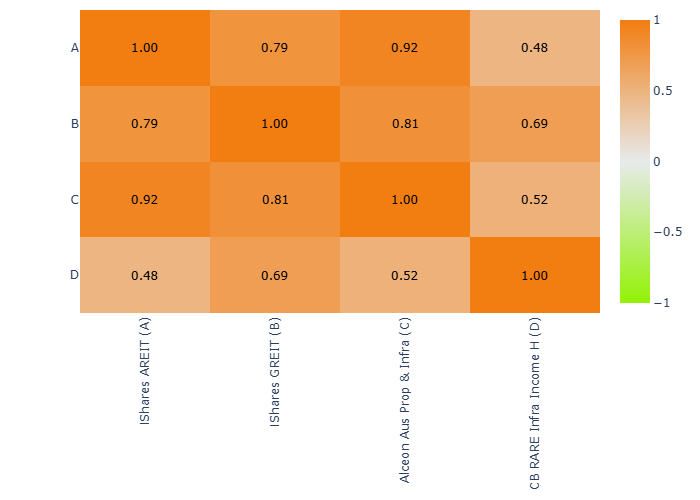 A 1.00 0.79 0.92 0.48
B 0.79 1.00 0.81 0.69
C 0.92 0.81 1.00 0.52
D 0.48 0.69 0.52 1.00
IShares AREIT (A)
IShares GREIT (B)
Alceon Aus Prop & Infra (C)
CB RARE Infra Income H (D)
1
0.5
0
−0.5
−1